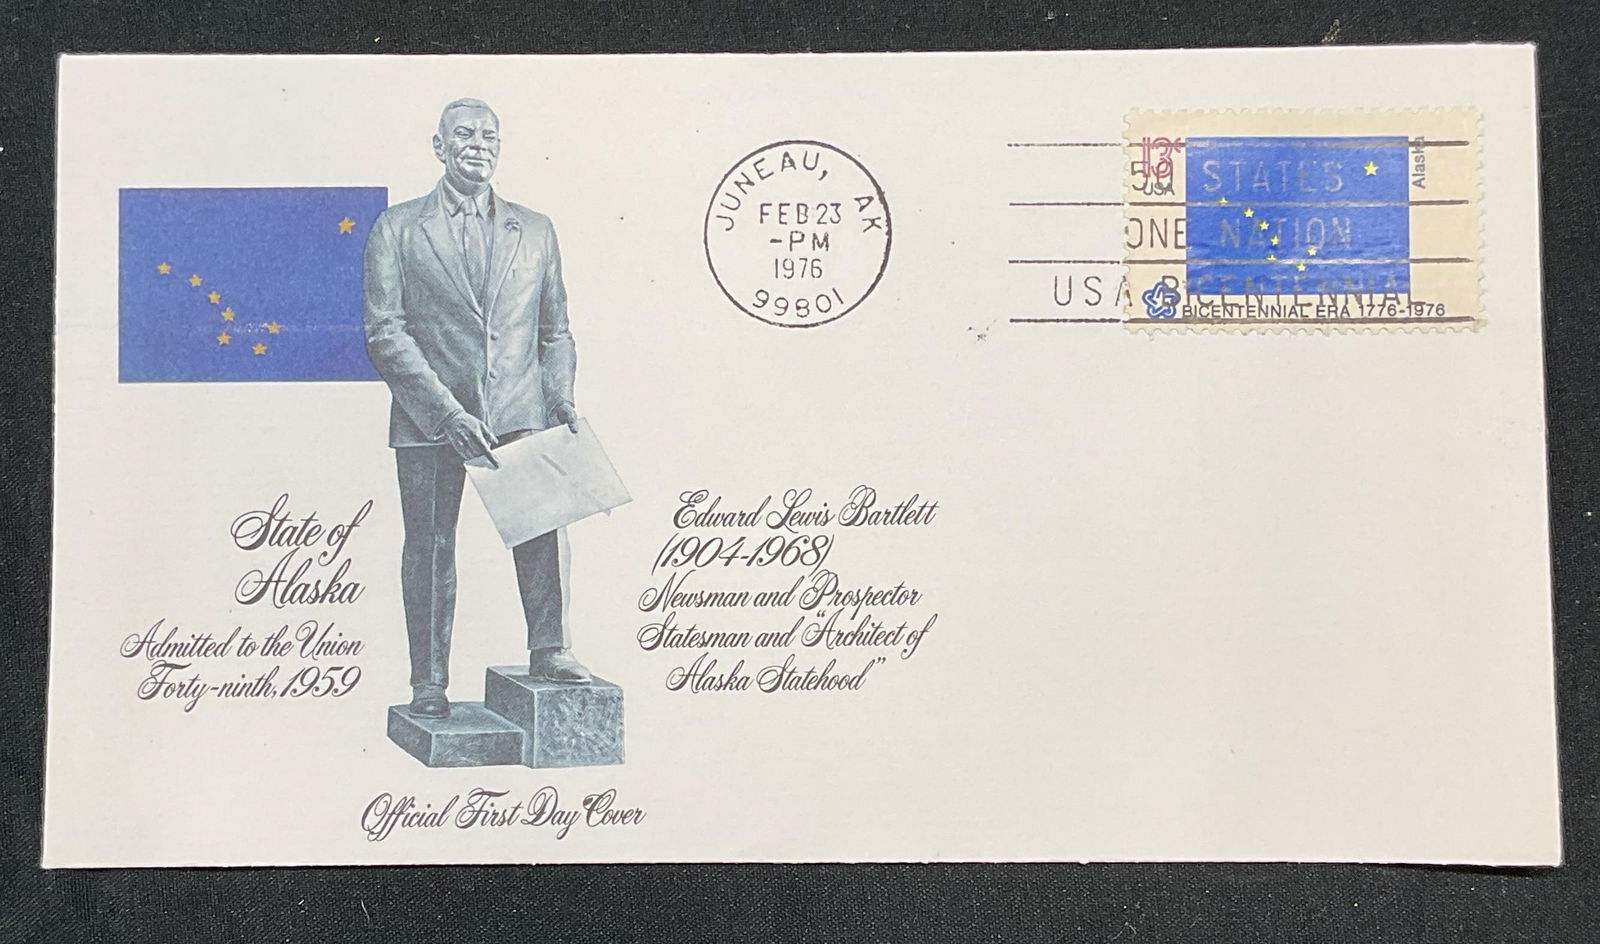 JUNEAU, AK
FEB 23
-PM
1976
99801
50 STATES
ONE NATION
USA BICENTENNIAL
13c
USA
Alaska
BICENTENNIAL ERA 1776-1976
State of
Alaska
Admitted to the Union
Forty-ninth, 1959
Edward Lewis Bartlett
(1904-1968)
Newsman and Prospector
Statesman and "Architect of
Alaska Statehood"
Official First Day Cover